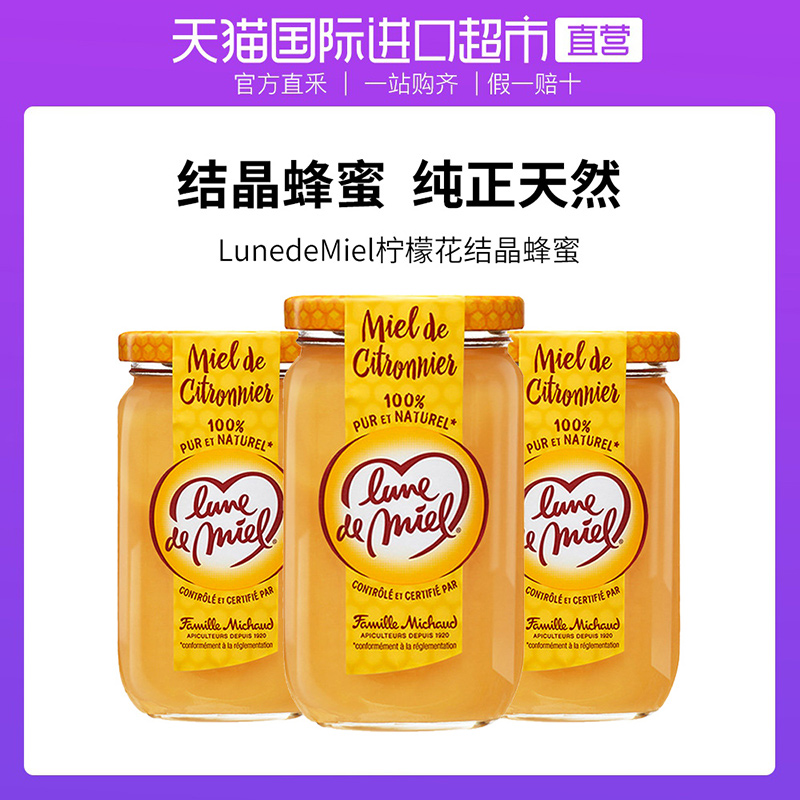 天猫国际进口超市 直营
官方直采 | 一站购齐 | 假一赔十
结晶蜂蜜 纯正天然
LunedeMiel柠檬花结晶蜂蜜
Miel de
Citronnier
100%
PUR ET NATUREL*
lune
de miel®
CONTRÔLÉ ET CERTIFIÉ PAR
Famille Michaud
APICULTEURS DEPUIS 1920
*conformément à la réglementation
Miel de
Citronnier
100%
PUR ET NATUREL*
lune
de miel®
CONTRÔLÉ ET CERTIFIÉ PAR
Famille Michaud
APICULTEURS DEPUIS 1920
*conformément à la réglementation
Miel de
Citronnier
100%
PUR ET NATUREL*
lune
miel®
CONTRÔLÉ ET CERTIFIÉ PAR
Famille Michaud
APICULTEURS DEPUIS 1920
*conformément à la réglementation